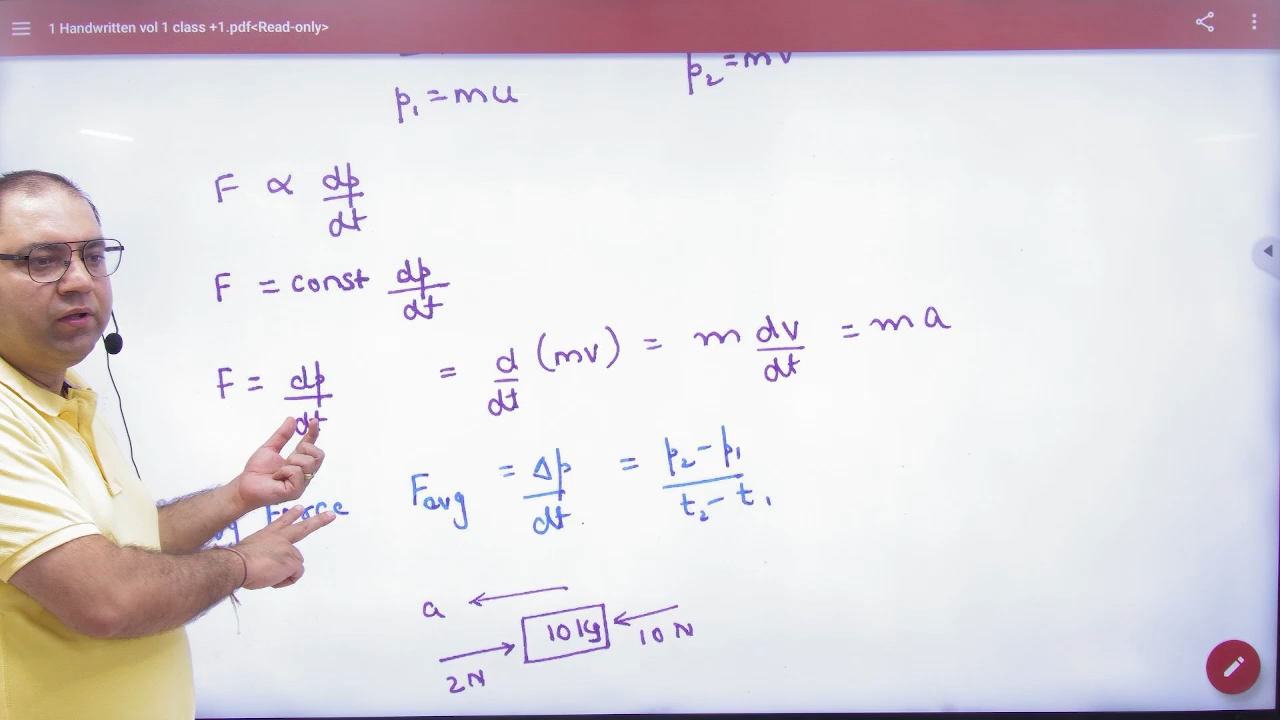 1 Handwritten vol 1 class +1.pdf<Read-only>
p₁ = mu
p₂ = mv
F ∝ dp/dt
F = const dp/dt
F = dp/dt = d/dt (mv) = m dv/dt = ma
Force F avg = Δp/dt = p₂ - p₁ / t₂ - t₁
a
10 kg
10 N
2N